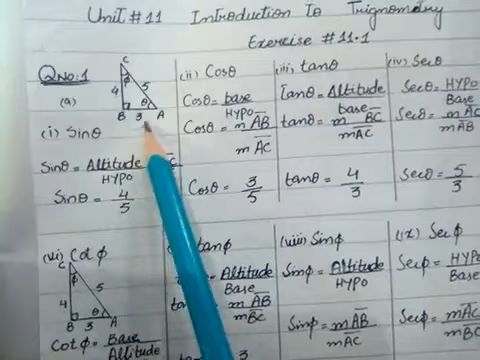 Unit # 11 Introduction To Trignometry
Exercise # 11.1
Q No: 1
(a)
C
4 5
φ
θ
B 3 A
(i) Sinθ
Sinθ = Altitude
HYPO
Sinθ = 4
5
(ii) Cosθ
Cosθ = base
HYPO
Cosθ = mAB
mAC
Cosθ = 3
5
(iii) tanθ
Tanθ = Altitude
base
tanθ = mBC
mAC
tanθ = 4
3
(iv) Secθ
Secθ = HYPO
Base
Secθ = mAC
mAB
Secθ = 5
3
(vi) Cotφ
C
φ
4 5
θ
B 3 A
Cotφ = Base
Altitude
tanφ
= Altitude
Base
mAB
mBC
3
(viii) Sinφ
Sinφ = Altitude
HYPO
Sinφ = mAB
mAC
(ix) Secφ
Secφ = HYPO
Base
Secφ = mAC
mBC